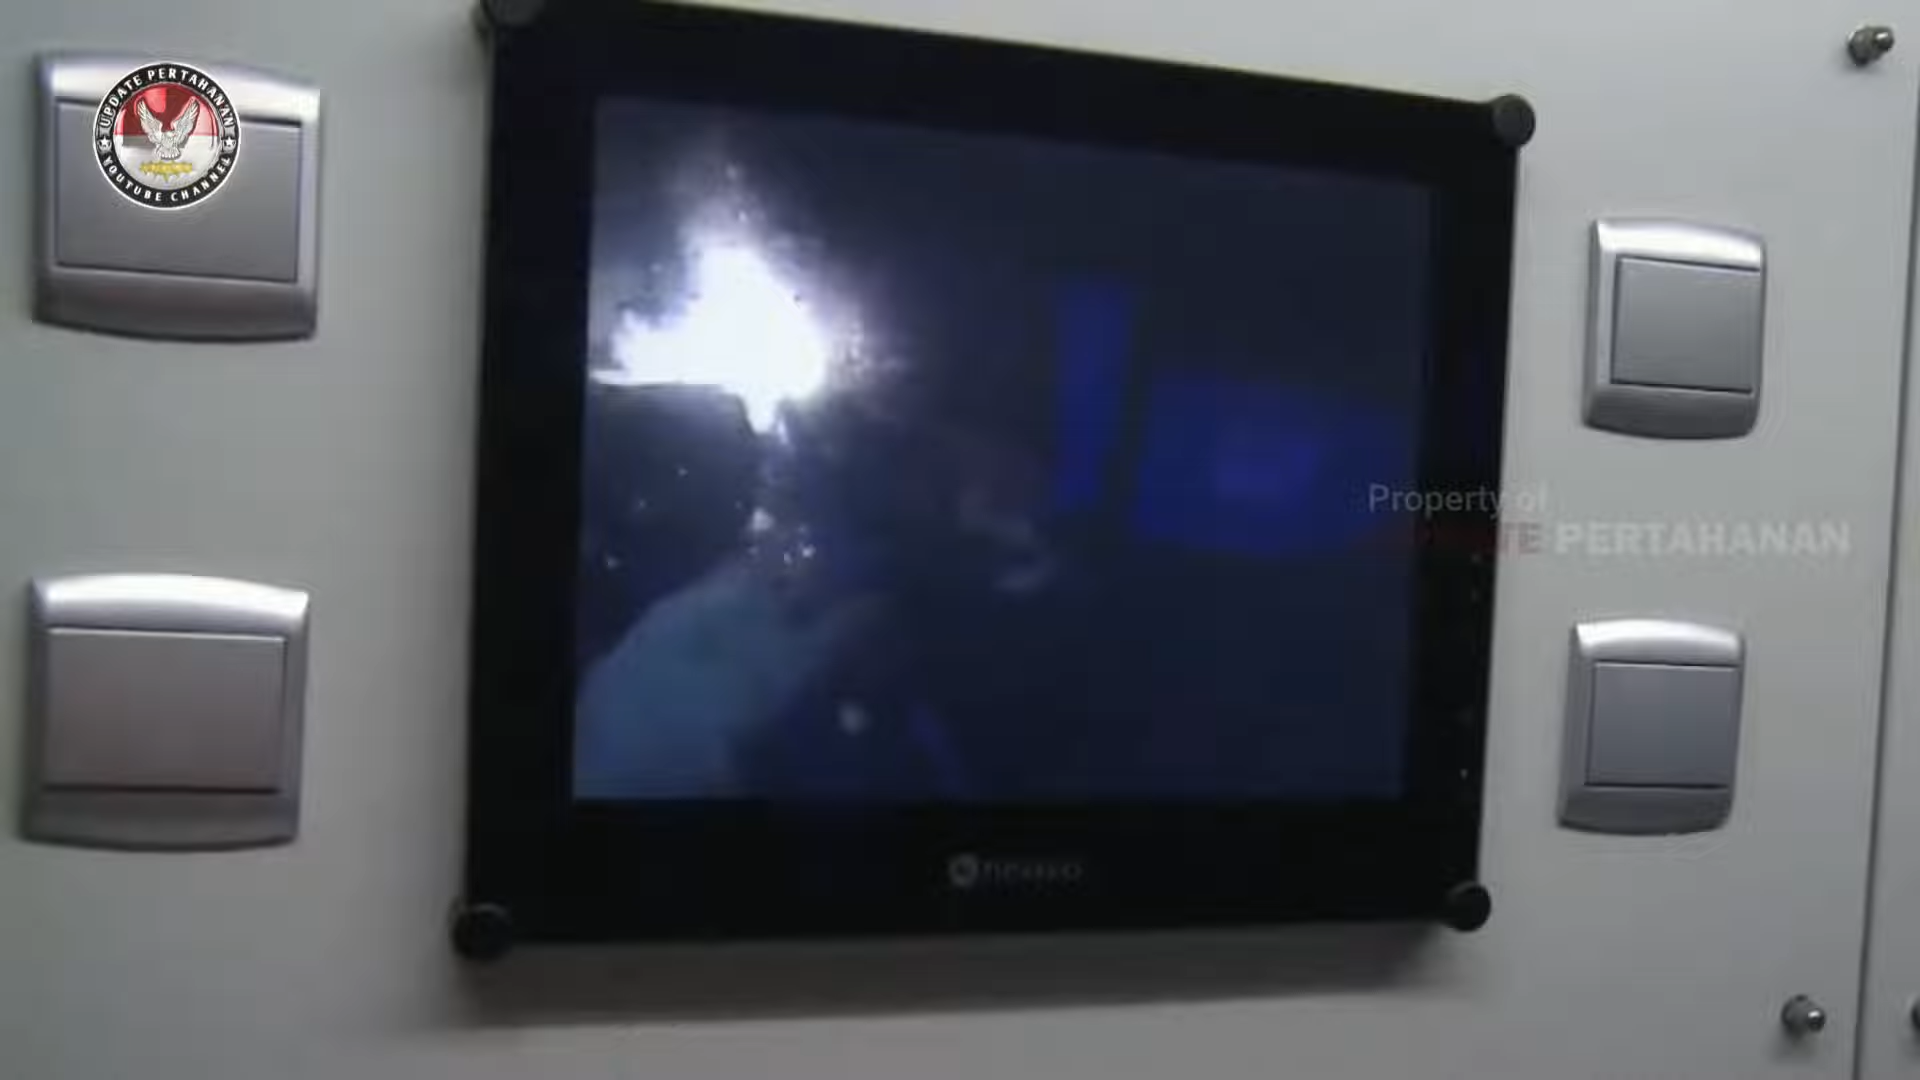 UPDATE PERTAHANAN
YOUTUBE CHANNEL
Property of
PERTAHANAN